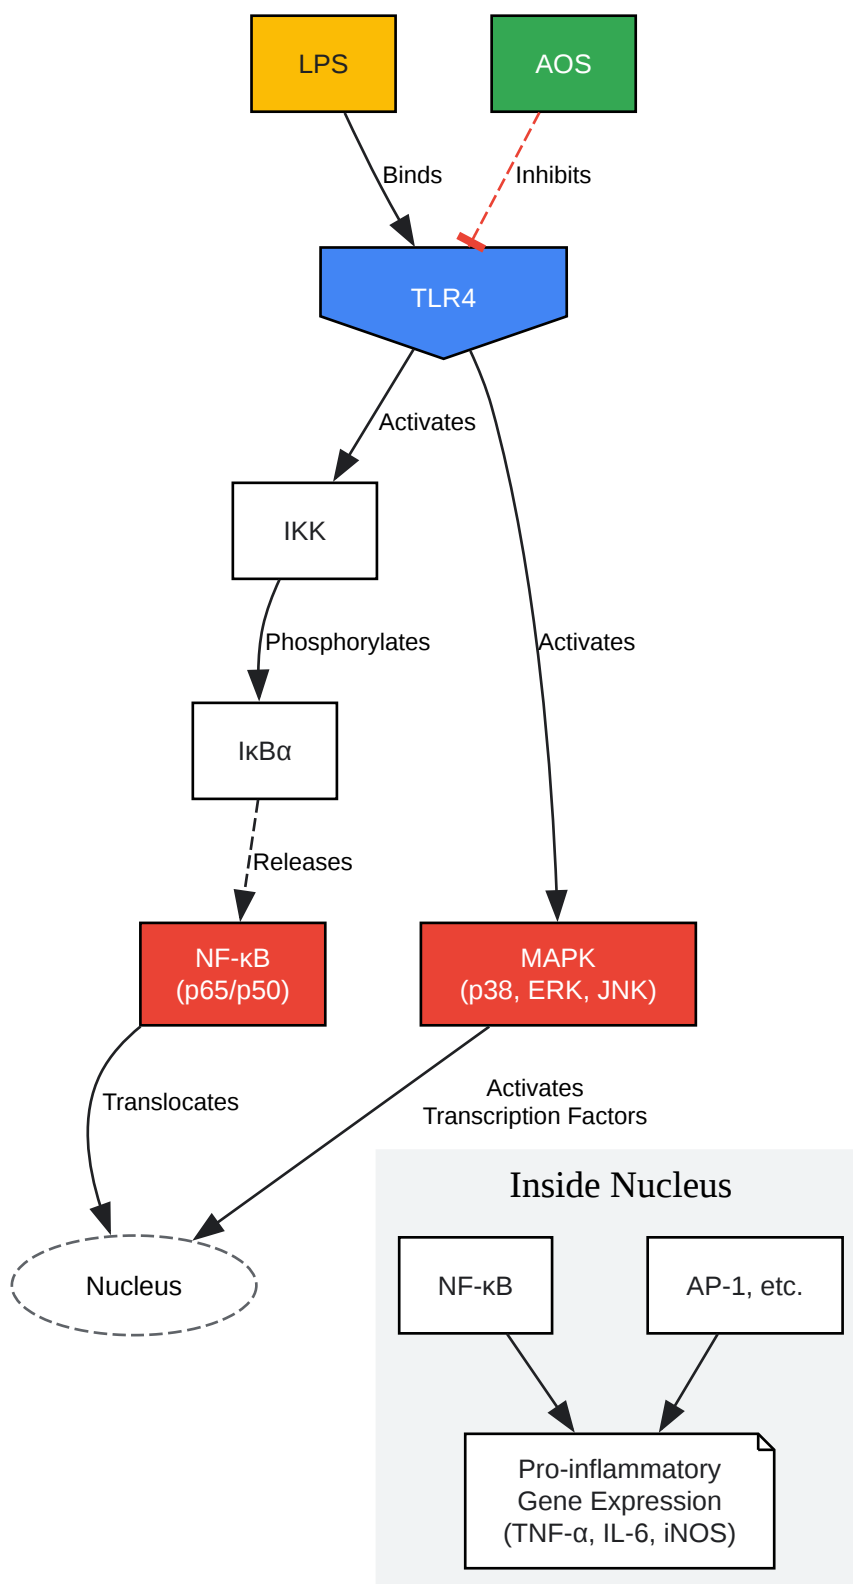 LPS
AOS
Binds
Inhibits
TLR4
Activates
IKK
Phosphorylates
Activates
IκBα
Releases
NF-κB
(p65/p50)
MAPK
(p38, ERK, JNK)
Translocates
Activates
Transcription Factors
Inside Nucleus
Nucleus
NF-κB
AP-1, etc.
Pro-inflammatory
Gene Expression
(TNF-α, IL-6, iNOS)